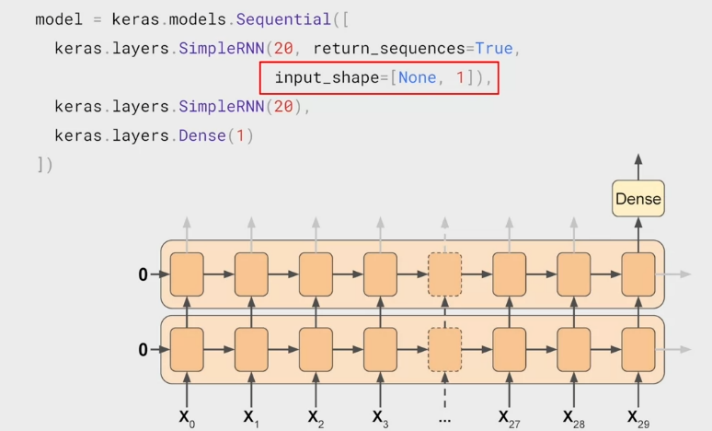 model = keras.models.Sequential([
keras.layers.SimpleRNN(20, return_sequences=True,
input_shape=[None, 1]),
keras.layers.SimpleRNN(20),
keras.layers.Dense(1)
])
Dense
0
0
X0 X1 X2 X3 ... X27 X28 X29